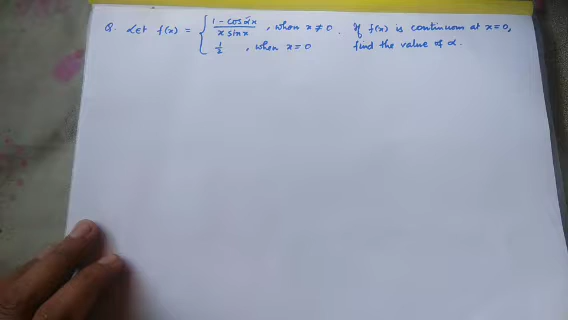 Q. Let f(x) = { 1 - cos αx / x sin x , when x ≠ 0 . If f(x) is continuous at x = 0,
1/2 , when x = 0 find the value of α.